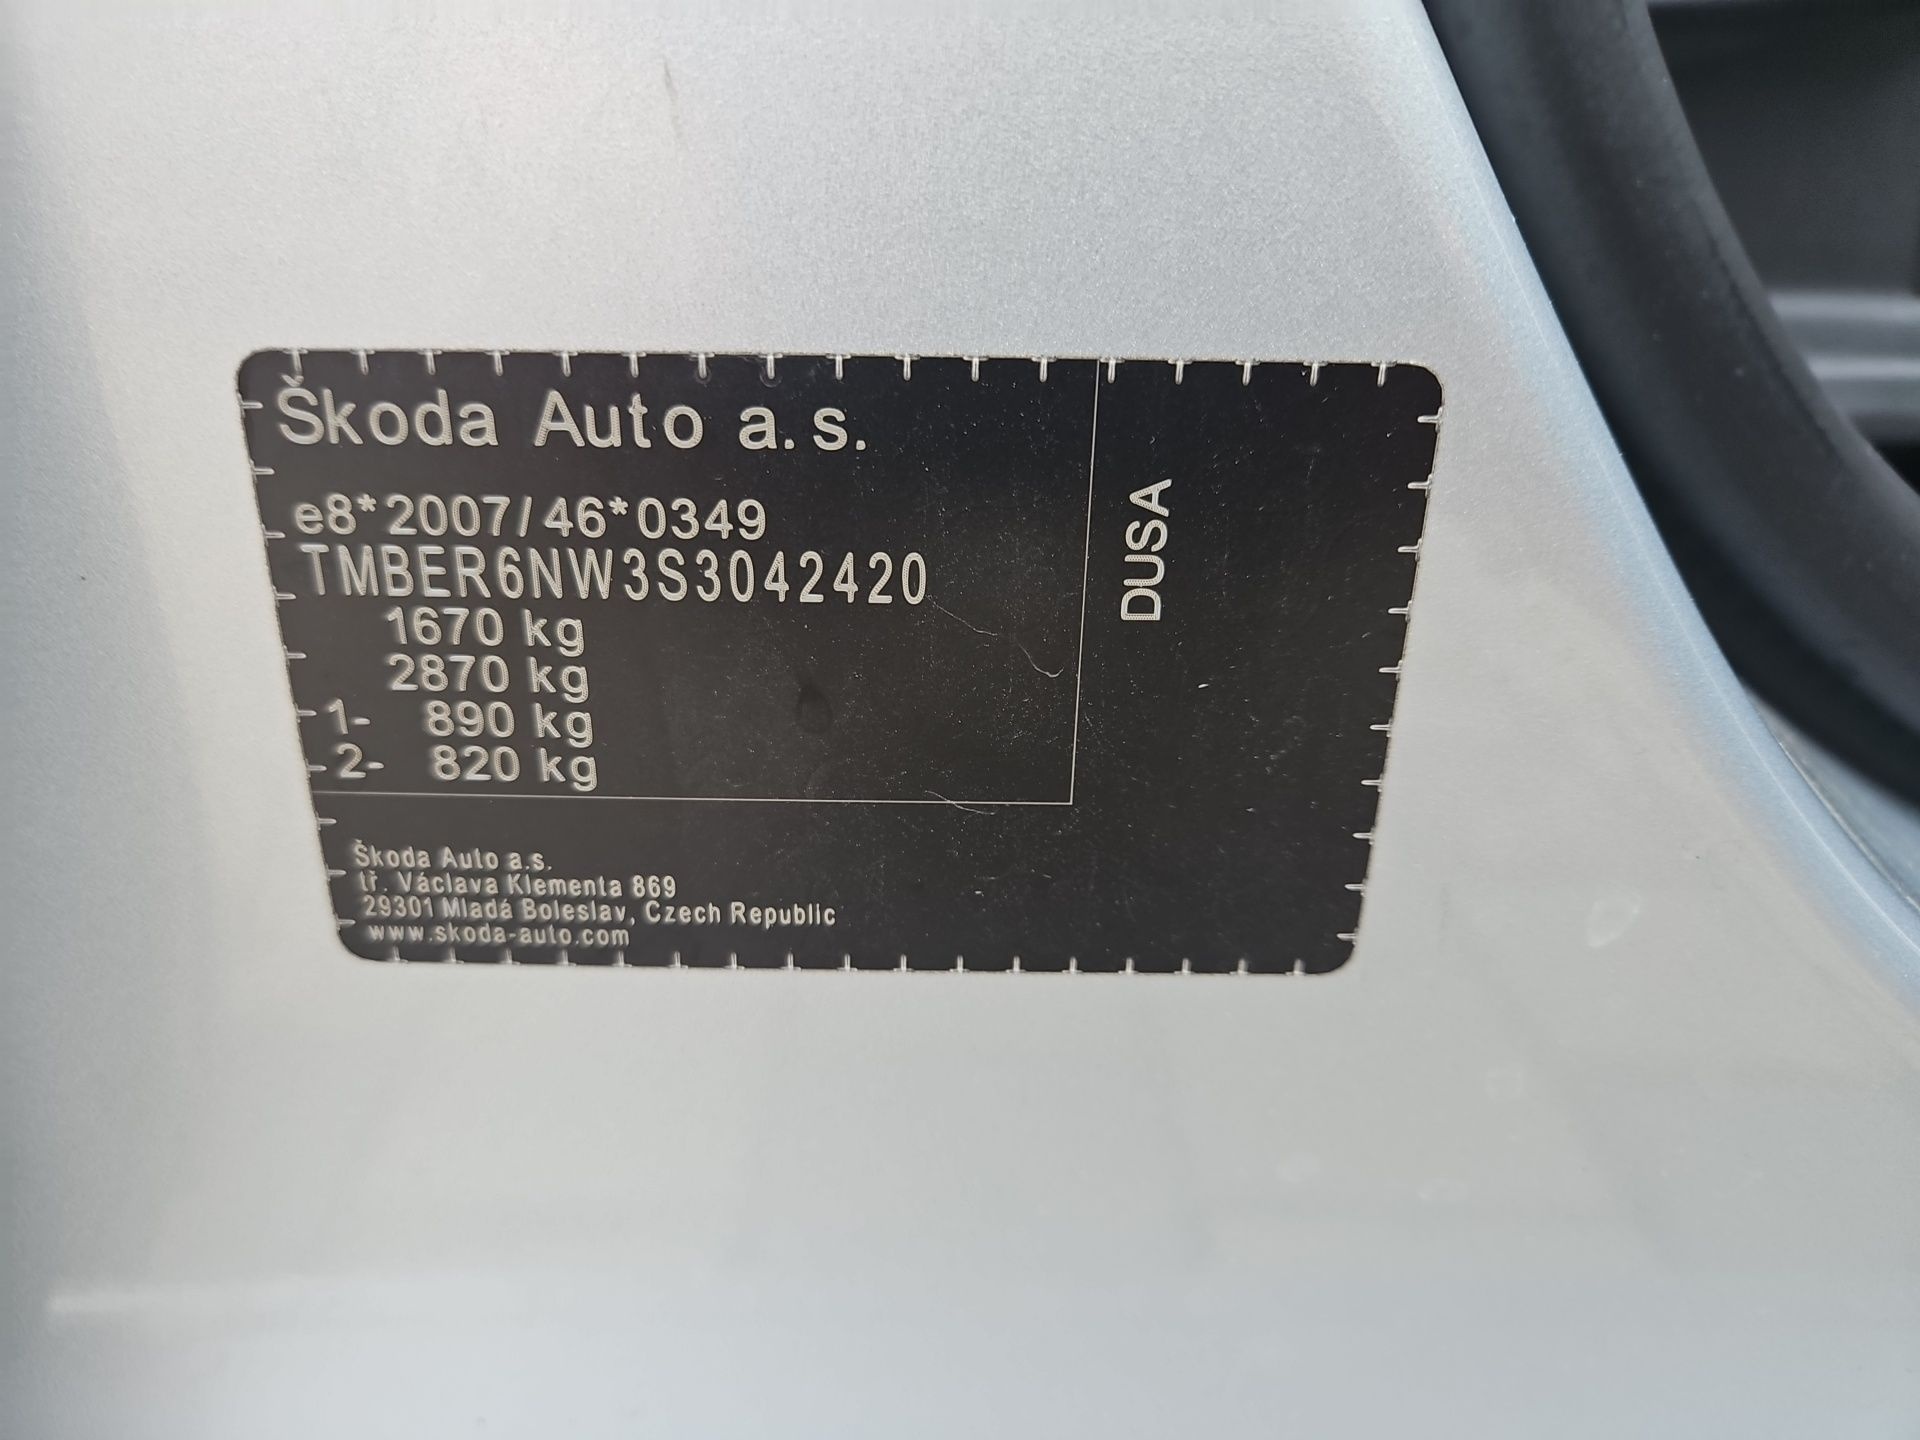 Škoda Auto a.s.
e8*2007/46*0349
TMBER6NW3S3042420
1670 kg
2870 kg
1- 890 kg
2- 820 kg
DUSA
Škoda Auto a.s.
tř. Václava Klementa 869
29301 Mladá Boleslav, Czech Republic
www.skoda-auto.com